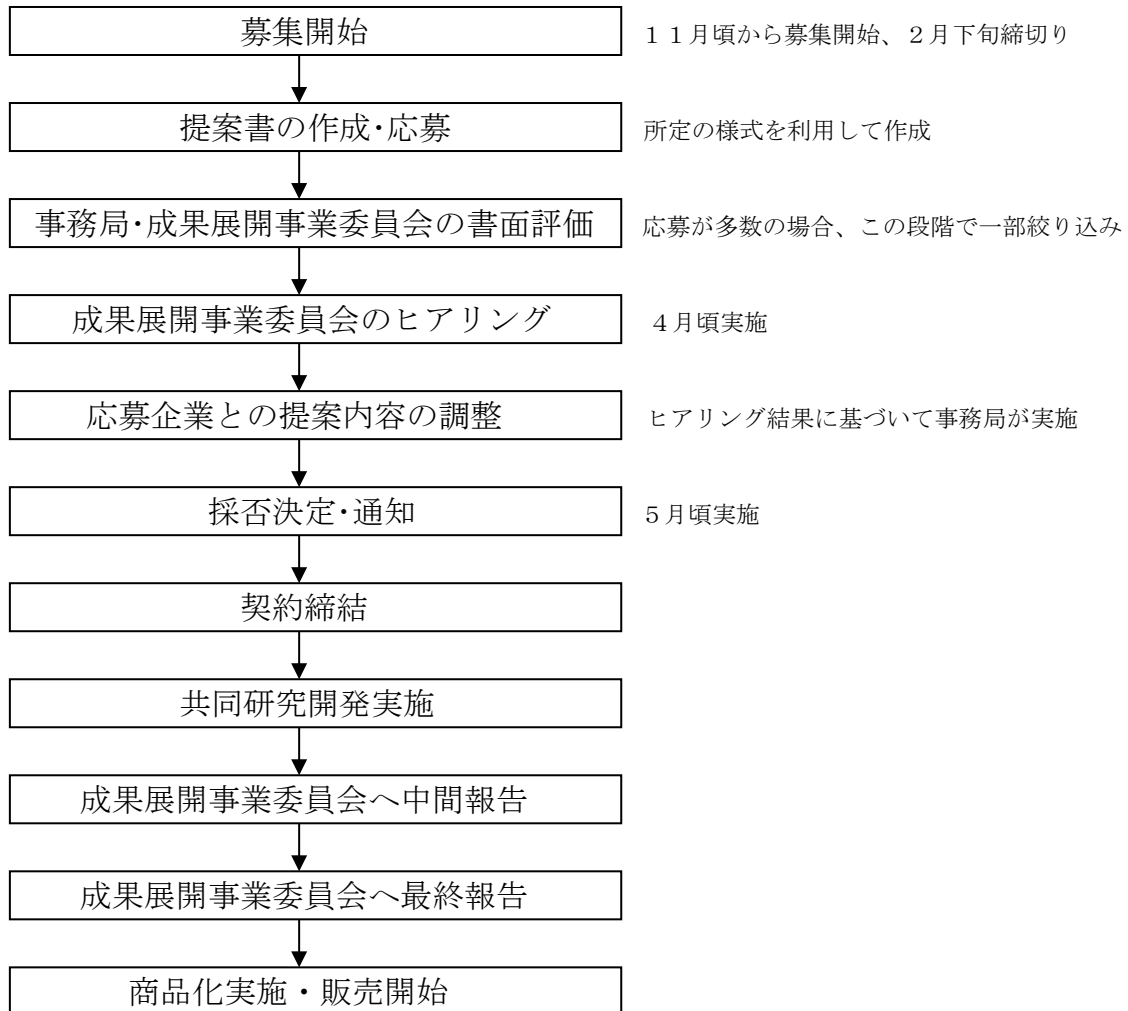 募集開始
１１月頃から募集開始、２月下旬締切り
提案書の作成･応募
所定の様式を利用して作成
事務局･成果展開事業委員会の書面評価
応募が多数の場合、この段階で一部絞り込み
成果展開事業委員会のヒアリング
４月頃実施
応募企業との提案内容の調整
ヒアリング結果に基づいて事務局が実施
採否決定･通知
５月頃実施
契約締結
共同研究開発実施
成果展開事業委員会へ中間報告
成果展開事業委員会へ最終報告
商品化実施・販売開始